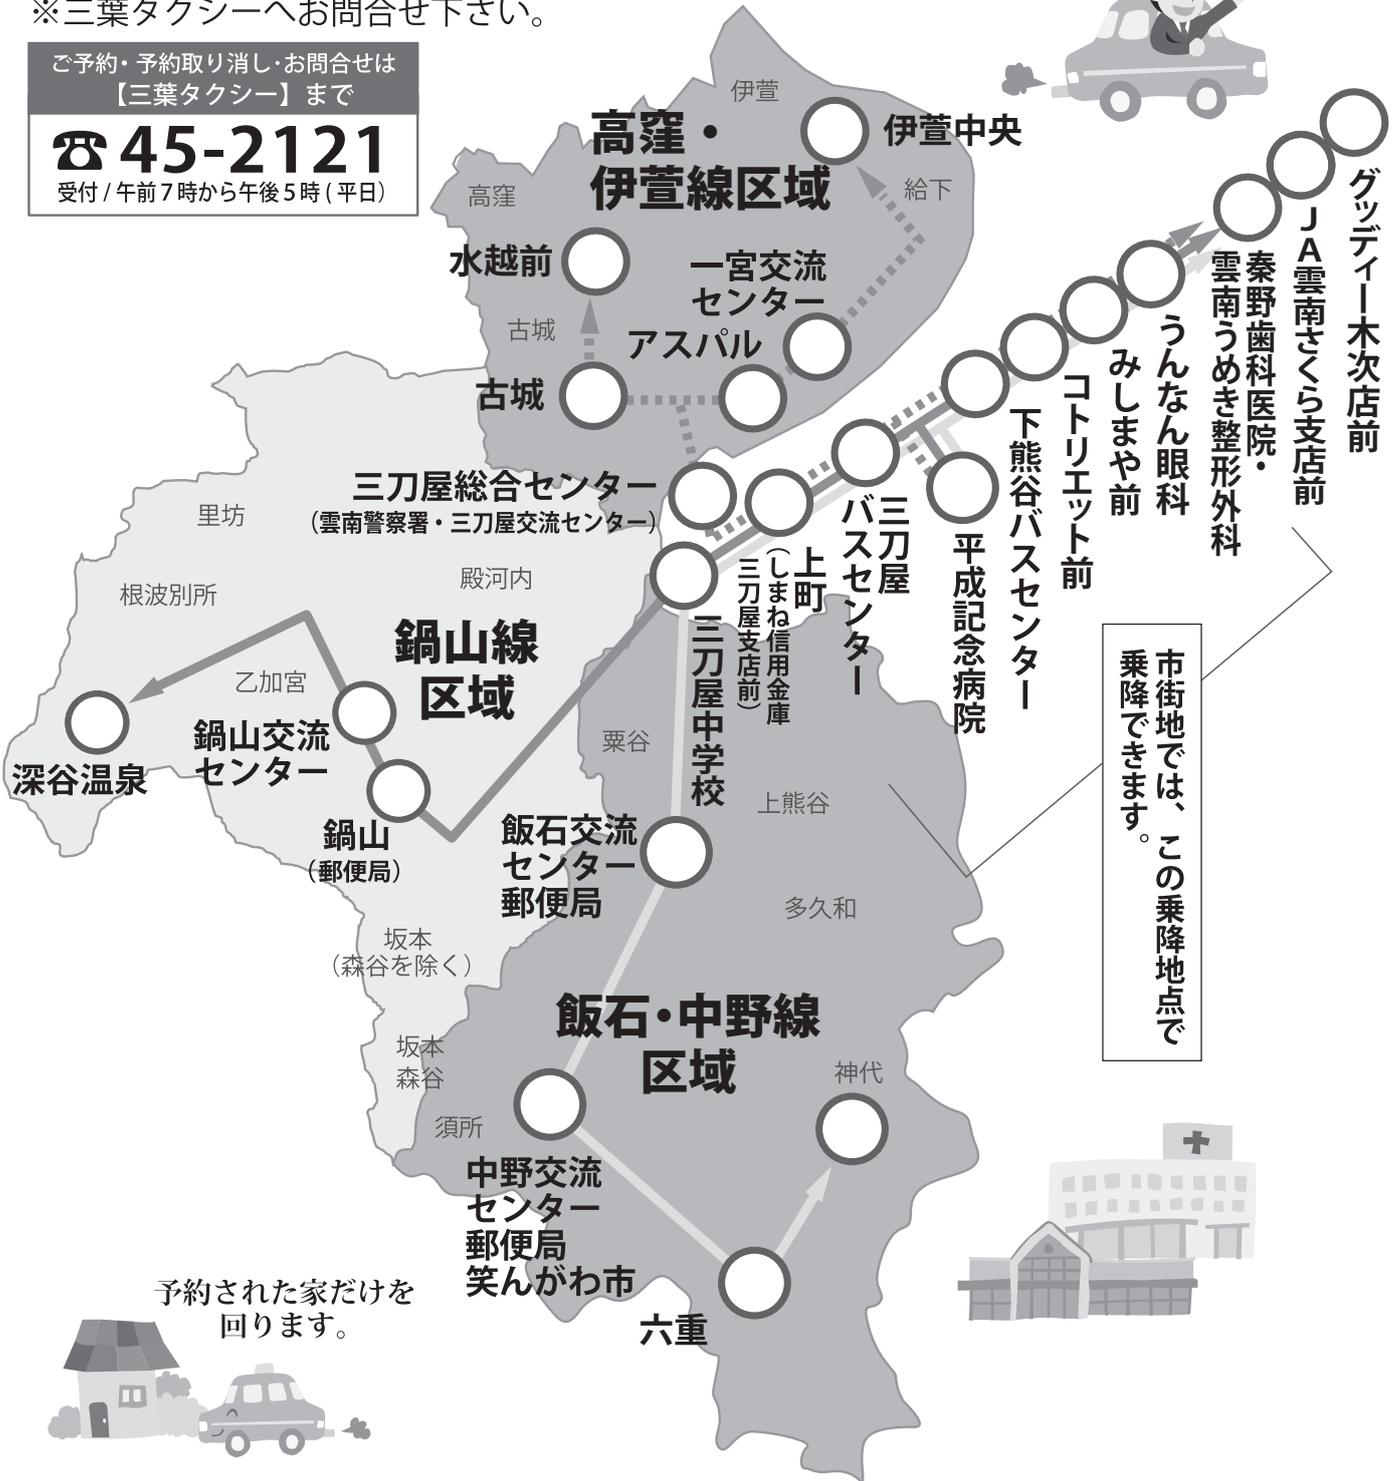 ※三葉タクシーへお問合せ下さい。
ご予約・予約取り消し・お問合せは
【三葉タクシー】まで
☎45-2121
受付/午前7時から午後5時(平日)
伊萱
高窪・
伊萱線区域
伊萱中央
高窪
給下
水越前
一宮交流
センター
古城
アスパル
古城
三刀屋総合センター
（雲南警察署・三刀屋交流センター）
グッディー木次店前
JA雲南さくら支店前
秦野歯科医院・
雲南うめき整形外科
うんなん眼科
みしまや前
コトリエット前
下熊谷バスセンター
平成記念病院
三刀屋
バスセンター
上町
（しまね信用金庫
三刀屋支店前）
三刀屋中学校
里坊
殿河内
根波別所
鍋山線
区域
乙加宮
鍋山交流
センター
深谷温泉
鍋山
（郵便局）
粟谷
上熊谷
飯石交流
センター
郵便局
多久和
坂本
（森谷を除く）
飯石・中野線
区域
坂本
森谷
神代
須所
中野交流
センター
郵便局
笑んがわ市
六重
市街地では、この乗降地点で
乗降できます。
予約された家だけを
回ります。